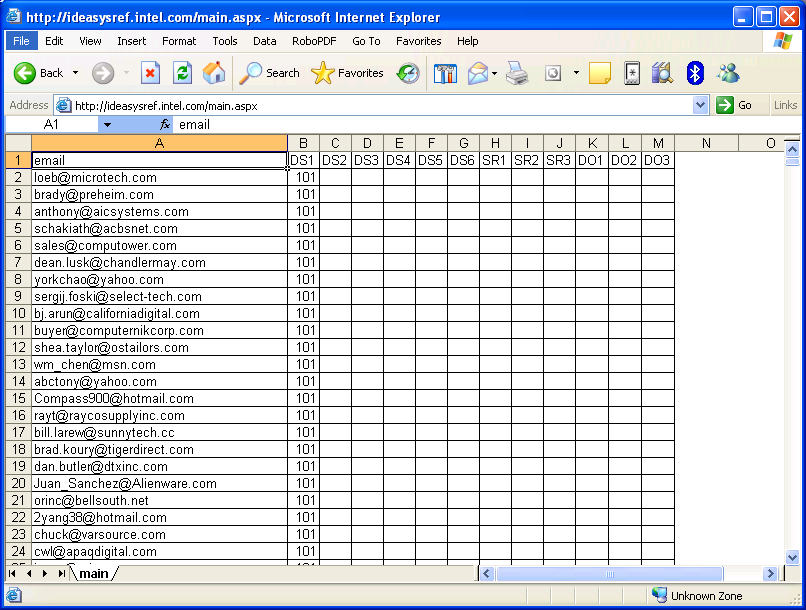 http://ideasysref.intel.com/main.aspx - Microsoft Internet Explorer
File Edit View Insert Format Tools Data RoboPDF Go To Favorites Help
Back Search Favorites
Address http://ideasysref.intel.com/main.aspx Go Links
A1 fx email
A B C D E F G H I J K L M N O
1 email DS1 DS2 DS3 DS4 DS5 DS6 SR1 SR2 SR3 DO1 DO2 DO3
2 loeb@microtech.com 101
3 brady@preheim.com 101
4 anthony@aicsystems.com 101
5 schakiath@acbsnet.com 101
6 sales@computower.com 101
7 dean.lusk@chandlermay.com 101
8 yorkchao@yahoo.com 101
9 sergij.foski@select-tech.com 101
10 bj.arun@californiadigital.com 101
11 buyer@computernikcorp.com 101
12 shea.taylor@ostailors.com 101
13 wm_chen@msn.com 101
14 abctony@yahoo.com 101
15 Compass900@hotmail.com 101
16 rayt@raycosupplyinc.com 101
17 bill.larew@sunnytech.cc 101
18 brad.koury@tigerdirect.com 101
19 dan.butler@dtxinc.com 101
20 Juan_Sanchez@Alienware.com 101
21 orinc@bellsouth.net 101
22 2yang38@hotmail.com 101
23 chuck@varsource.com 101
24 cwl@apaqdigital.com 101
main
Unknown Zone